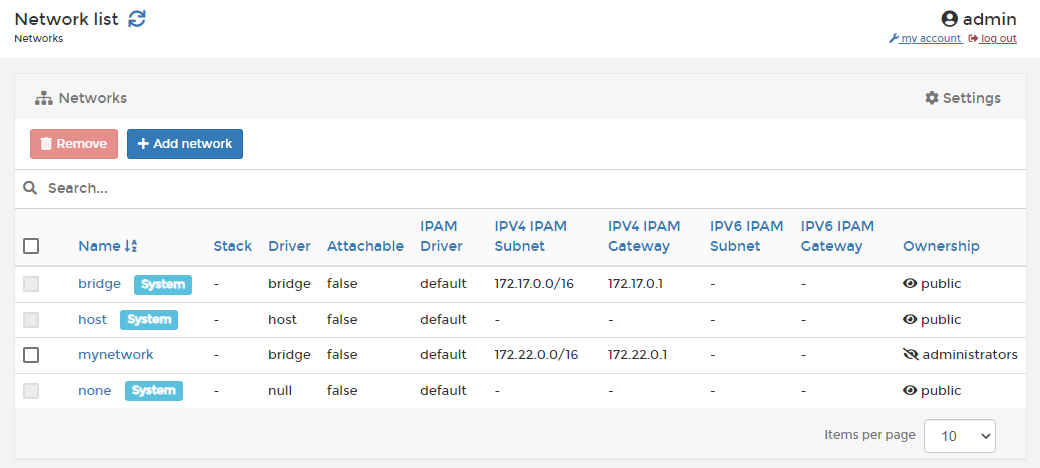 Network list
Networks
admin
my account log out
Networks
Settings
Remove Add network
Search...
Name Stack Driver Attachable IPAM Driver IPV4 IPAM Subnet IPV4 IPAM Gateway IPV6 IPAM Subnet IPV6 IPAM Gateway Ownership
bridge System - bridge false default 172.17.0.0/16 172.17.0.1 - - public
host System - host false default - - - - public
mynetwork - bridge false default 172.22.0.0/16 172.22.0.1 - - administrators
none System - null false default - - - - public
Items per page 10